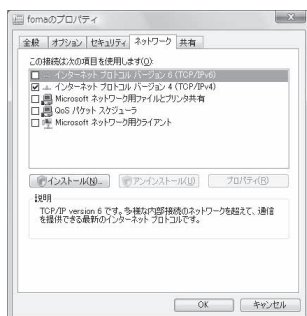 fomaのプロパティ
全般 オプション セキュリティ ネットワーク 共有
この接続は次の項目を使用します(O):
インターネット プロトコル バージョン 6 (TCP/IPv6)
インターネット プロトコル バージョン 4 (TCP/IPv4)
Microsoft ネットワーク用ファイルとプリンタ共有
QoS パケット スケジューラ
Microsoft ネットワーク用クライアント
インストール(N)... アンインストール(U) プロパティ(R)
説明
TCP/IP version 6 です。多様な内部接続のネットワークを超えて、通信
を提供できる最新のインターネット プロトコルです。
OK キャンセル